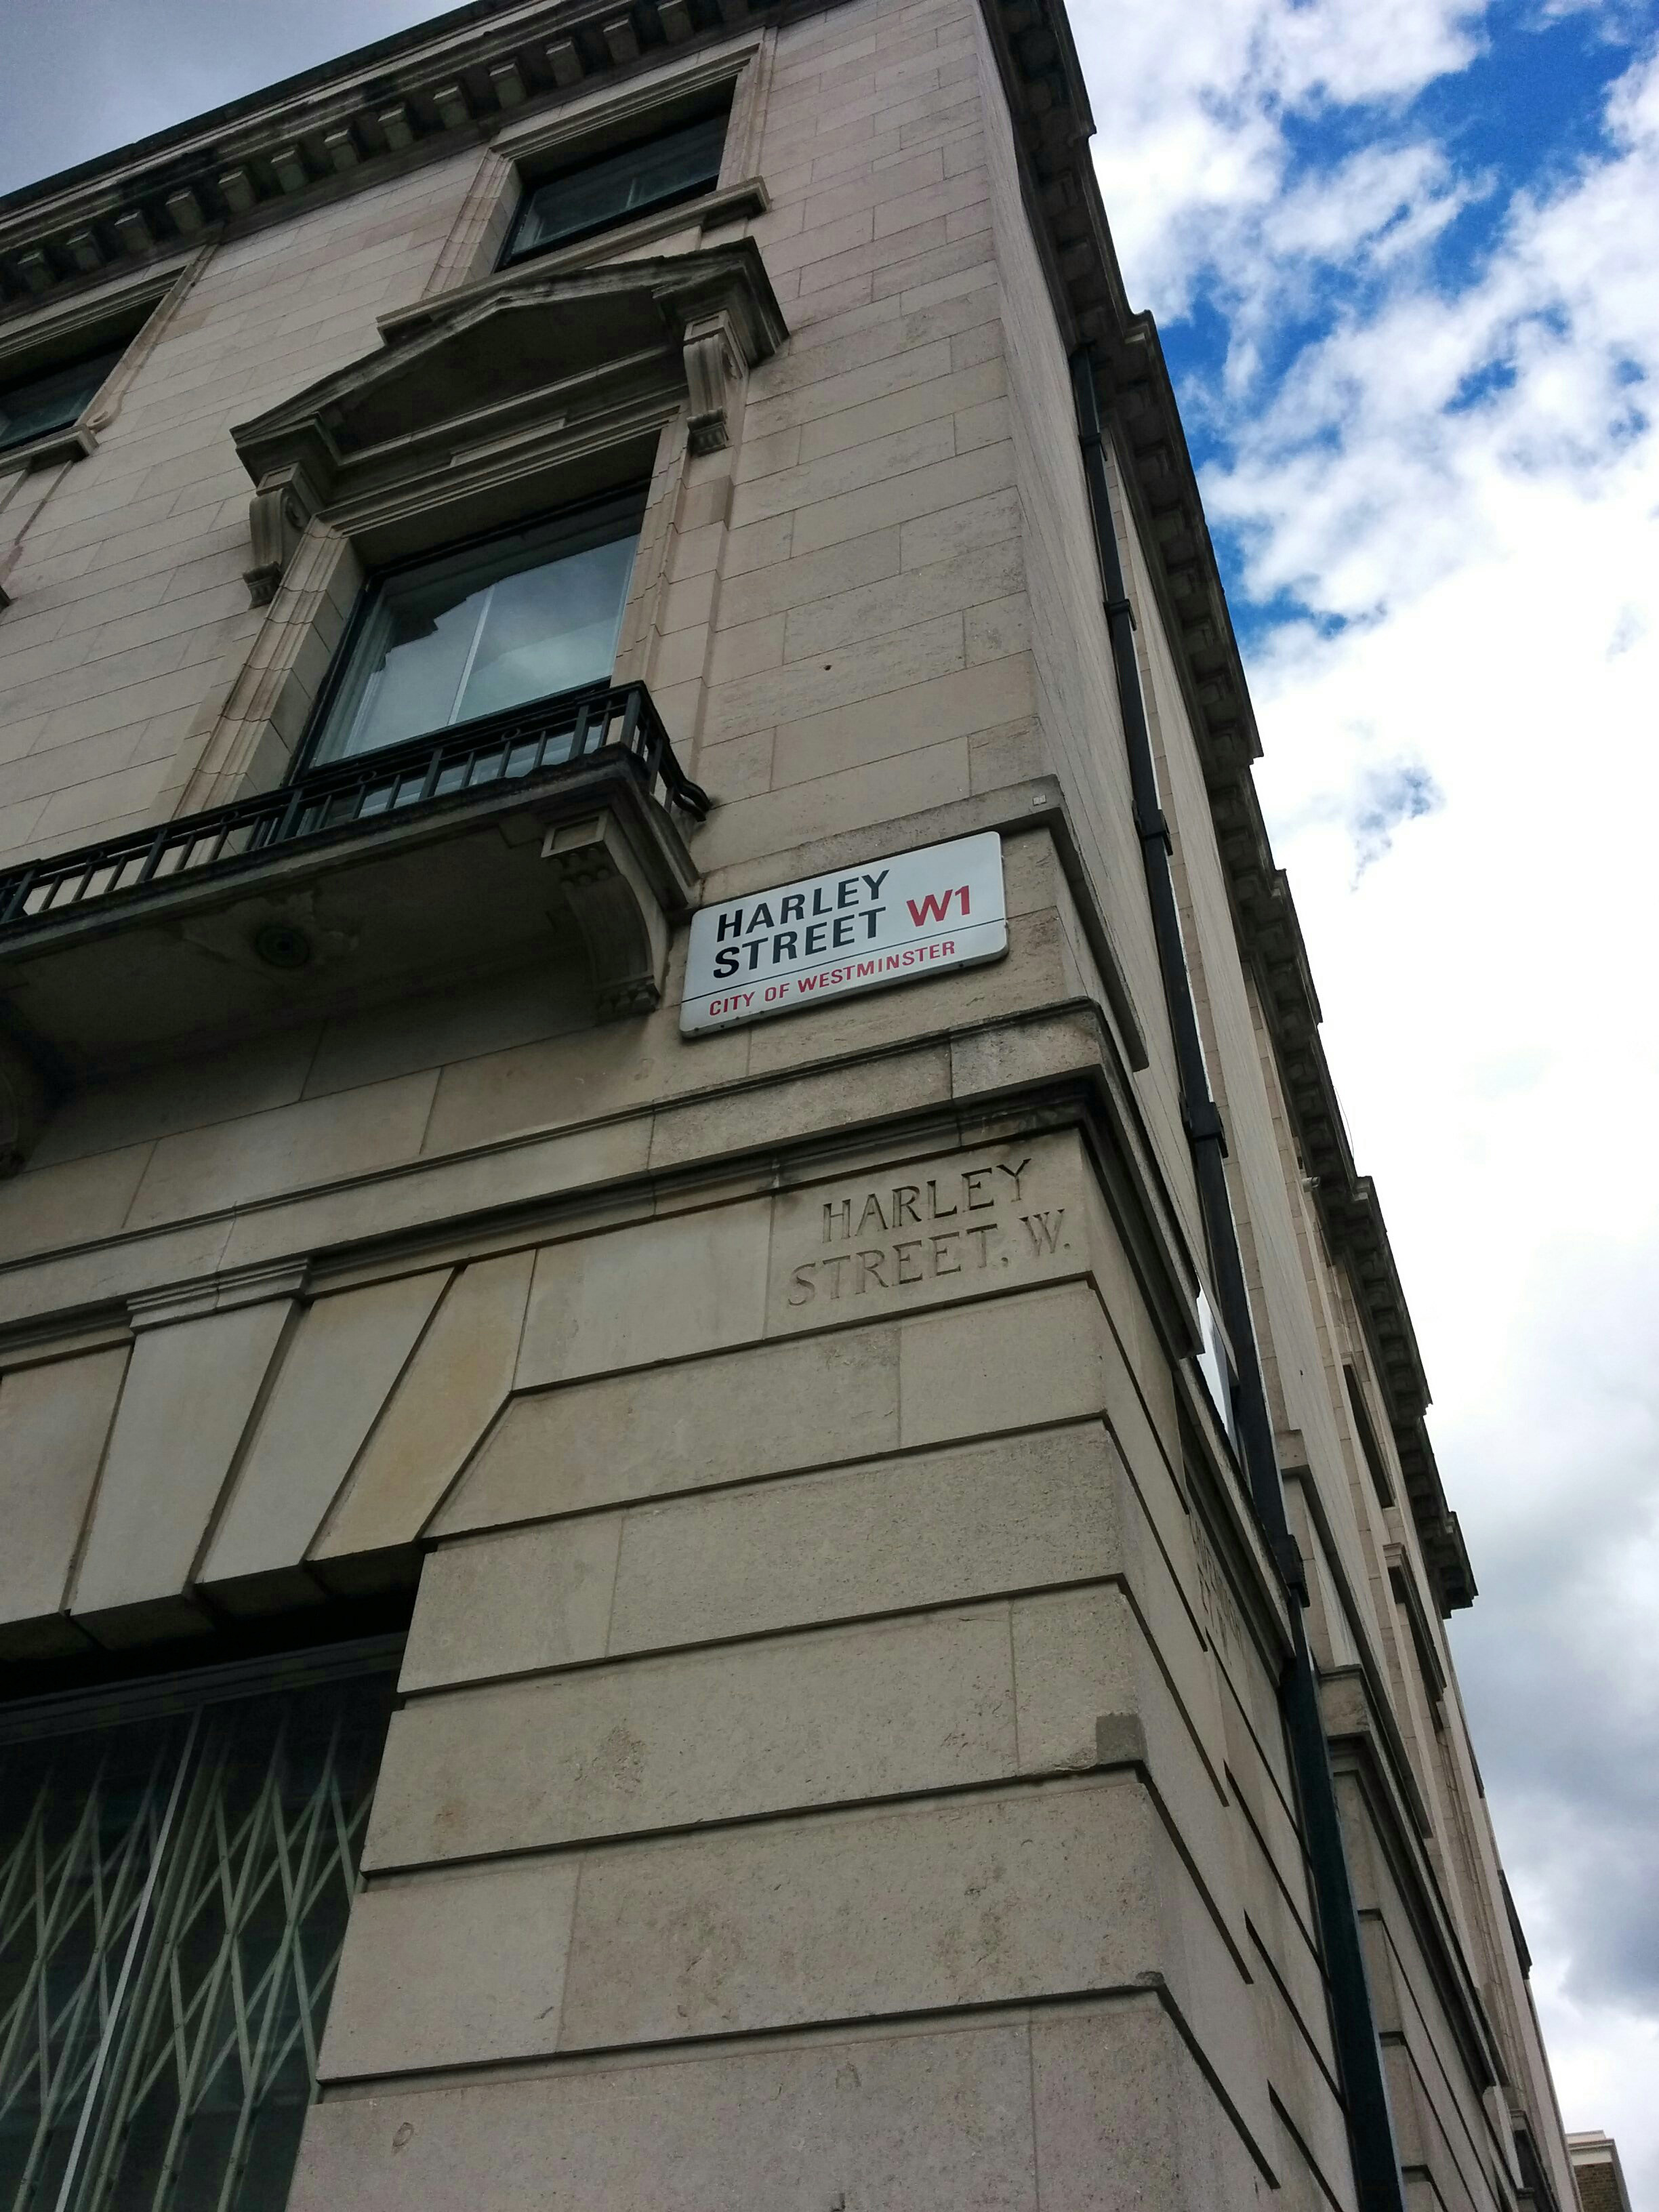 HARLEY
STREET W1
CITY OF WESTMINSTER
HARLEY
STREET, W.